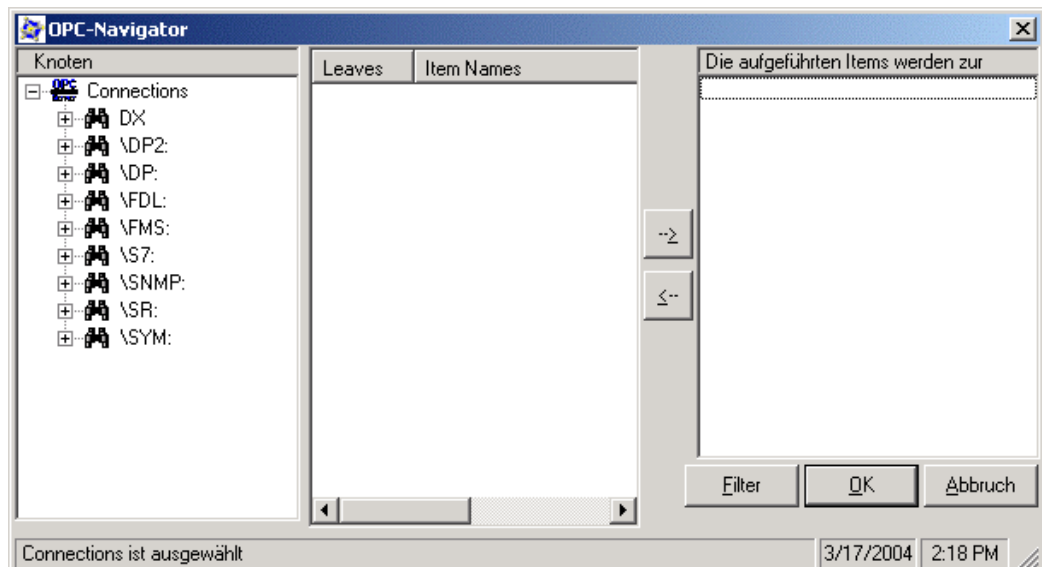 OPC-Navigator
Knoten
OPC
Connections
DX
\DP2:
\DP:
\FDL:
\FMS:
\S7:
\SNMP:
\SR:
\SYM:
Leaves Item Names
-->
<--
Die aufgeführten Items werden zur
Filter OK Abbruch
Connections ist ausgewählt 3/17/2004 2:18 PM